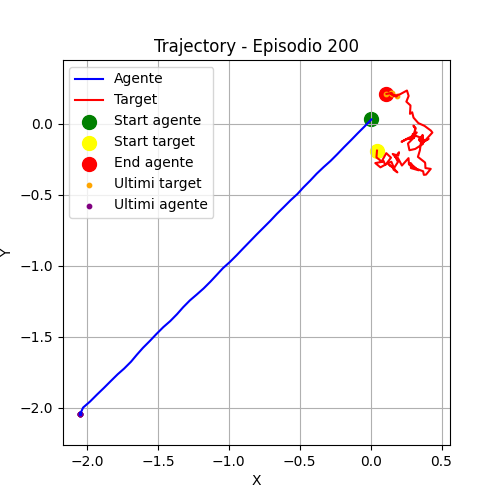 Trajectory - Episodio 200
Agente
Target
Start agente
Start target
End agente
Ultimi target
Ultimi agente
Y
0.0
−0.5
−1.0
−1.5
−2.0
−2.0
−1.5
−1.0
−0.5
0.0
0.5
X